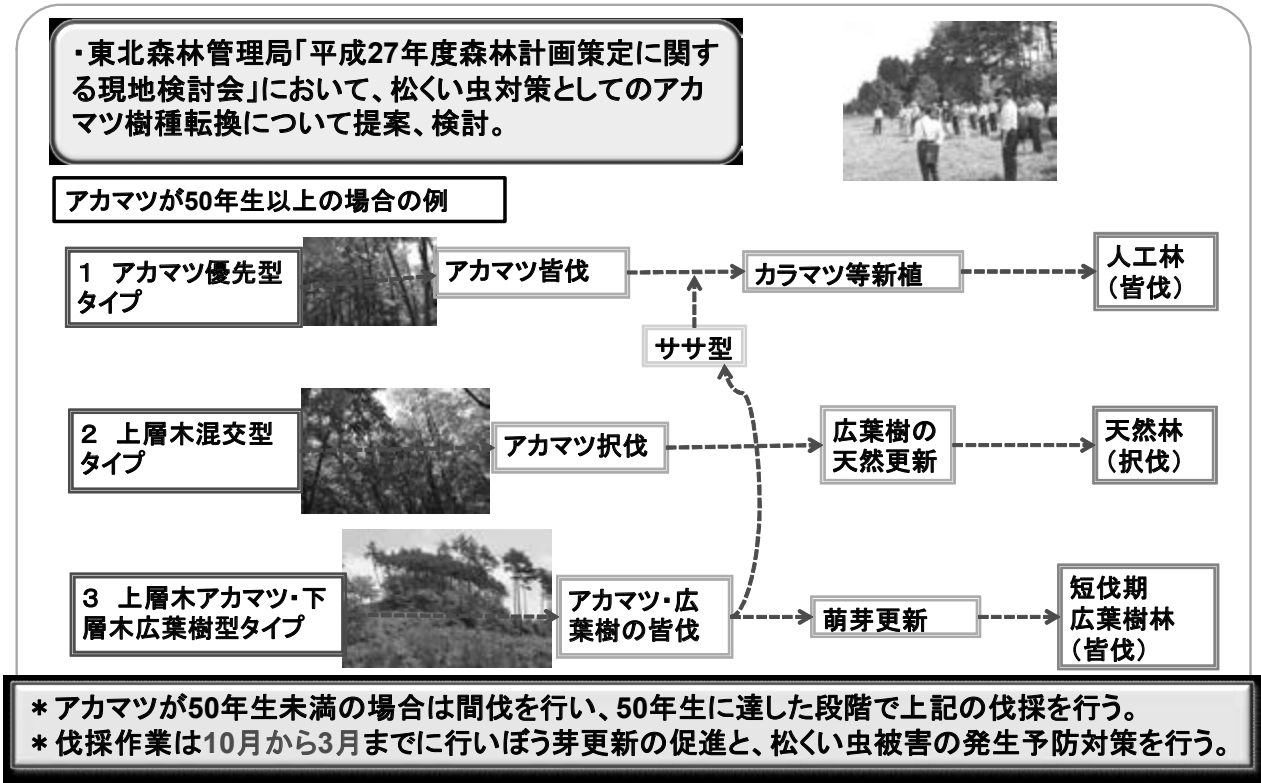 ・東北森林管理局「平成27年度森林計画策定に関す
る現地検討会」において、松くい虫対策としてのアカ
マツ樹種転換について提案、検討。
アカマツが50年生以上の場合の例
１　アカマツ優先型
タイプ
アカマツ皆伐
カラマツ等新植
人工林
（皆伐）
ササ型
２　上層木混交型
タイプ
アカマツ択伐
広葉樹の
天然更新
天然林
（択伐）
３　上層木アカマツ・下
層木広葉樹型タイプ
アカマツ・広
葉樹の皆伐
萌芽更新
短伐期
広葉樹林
（皆伐）
＊アカマツが50年生未満の場合は間伐を行い、50年生に達した段階で上記の伐採を行う。
＊伐採作業は10月から3月までに行いぼう芽更新の促進と、松くい虫被害の発生予防対策を行う。